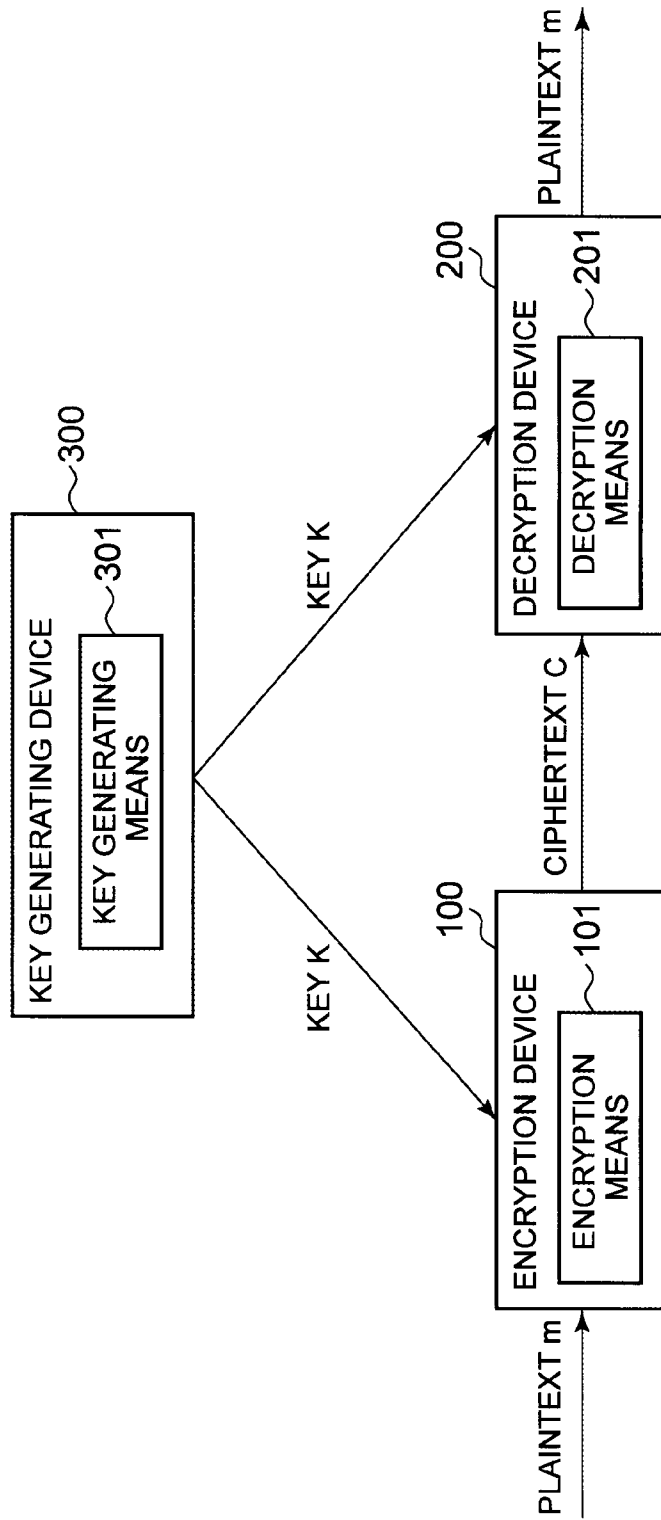 KEY GENERATING DEVICE
300
KEY GENERATING
MEANS
301
KEY K
KEY K
ENCRYPTION DEVICE
100
ENCRYPTION
MEANS
101
DECRYPTION DEVICE
200
DECRYPTION
MEANS
201
PLAINTEXT m
CIPHERTEXT C
PLAINTEXT m